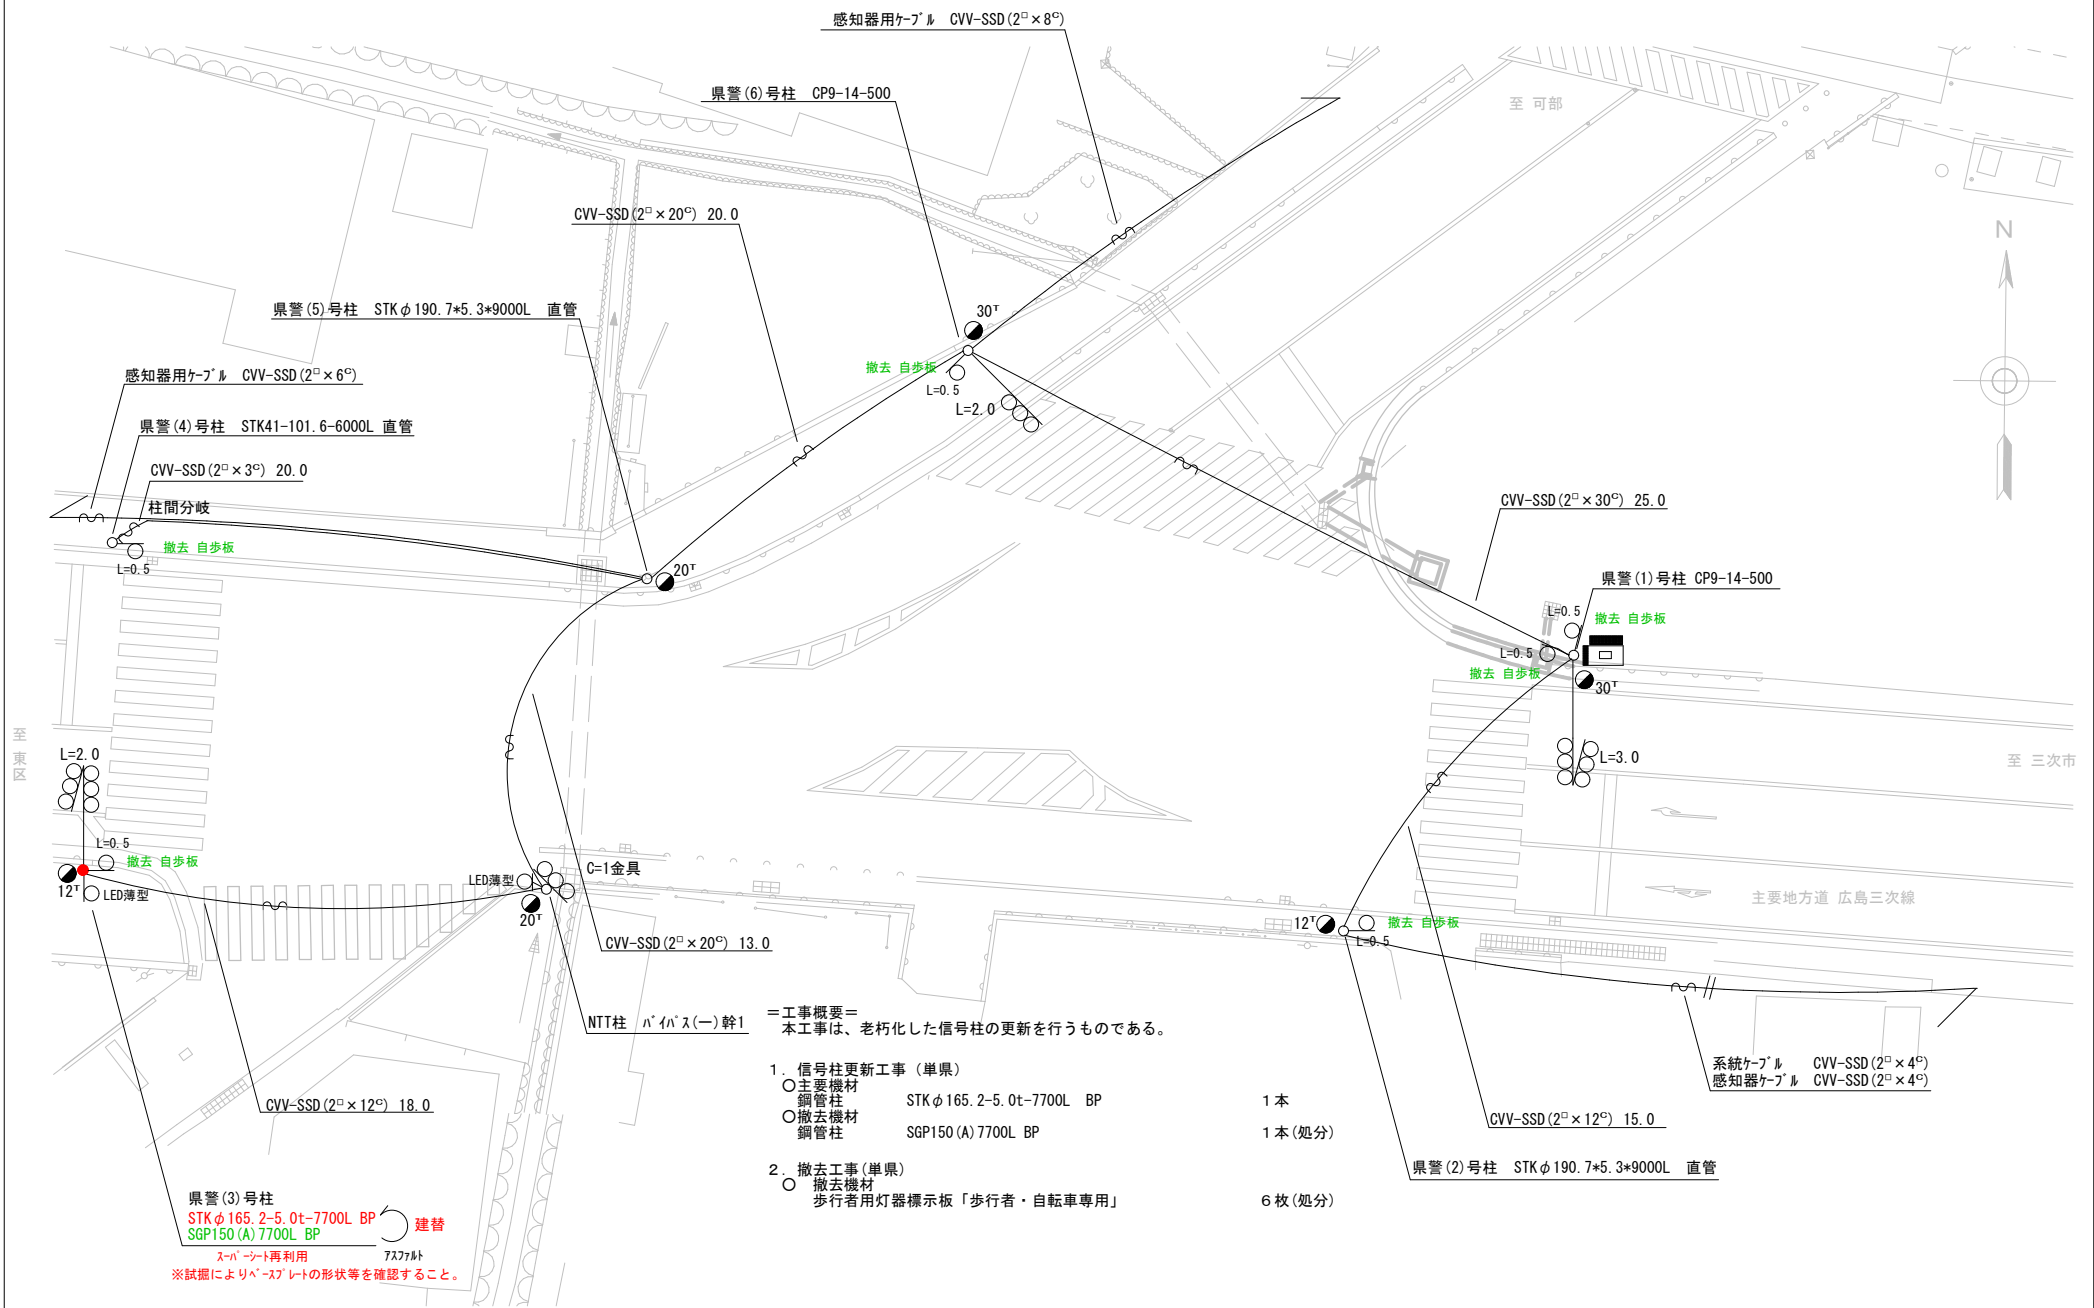 感知器用ケーブル　CVV-SSD(2□×8C)
県警(6)号柱　CP9-14-500
至 可部
CVV-SSD(2□×20C) 20.0
N
県警(5)号柱　STKφ190.7*5.3*9000L　直管
30T
撤去 自歩板
L=0.5
L=2.0
感知器用ケーブル　CVV-SSD(2□×6C)
県警(4)号柱　STK41-101.6-6000L 直管
CVV-SSD(2□×3C) 20.0
柱間分岐
撤去 自歩板
L=0.5
20T
CVV-SSD(2□×30C) 25.0
県警(1)号柱 CP9-14-500
L=0.5
撤去 自歩板
L=0.5
撤去 自歩板
30T
L=3.0
至 東区
至 三次市
L=2.0
L=0.5
撤去 自歩板
12T
LED薄型
LED薄型
C=1金具
20T
主要地方道 広島三次線
12T
撤去 自歩板
L=0.5
CVV-SSD(2□×20C) 13.0
NTT柱　バイパス(一)幹1
=工事概要=
本工事は、老朽化した信号柱の更新を行うものである。
1. 信号柱更新工事（単県）
○主要機材
鋼管柱　STKφ165.2-5.0t-7700L　BP　1本
○撤去機材
鋼管柱　SGP150(A)7700L BP　1本(処分)
2. 撤去工事(単県)
○　撤去機材
歩行者用灯器標示板「歩行者・自転車専用」　6枚(処分)
系統ケーブル　CVV-SSD(2□×4C)
感知器ケーブル　CVV-SSD(2□×4C)
CVV-SSD(2□×12C) 18.0
CVV-SSD(2□×12C) 15.0
県警(2)号柱　STKφ190.7*5.3*9000L　直管
県警(3)号柱
STKφ165.2-5.0t-7700L BP
SGP150(A)7700L BP
建替
スーパーシート再利用
アスファルト
※試掘によりベースプレートの形状等を確認すること。